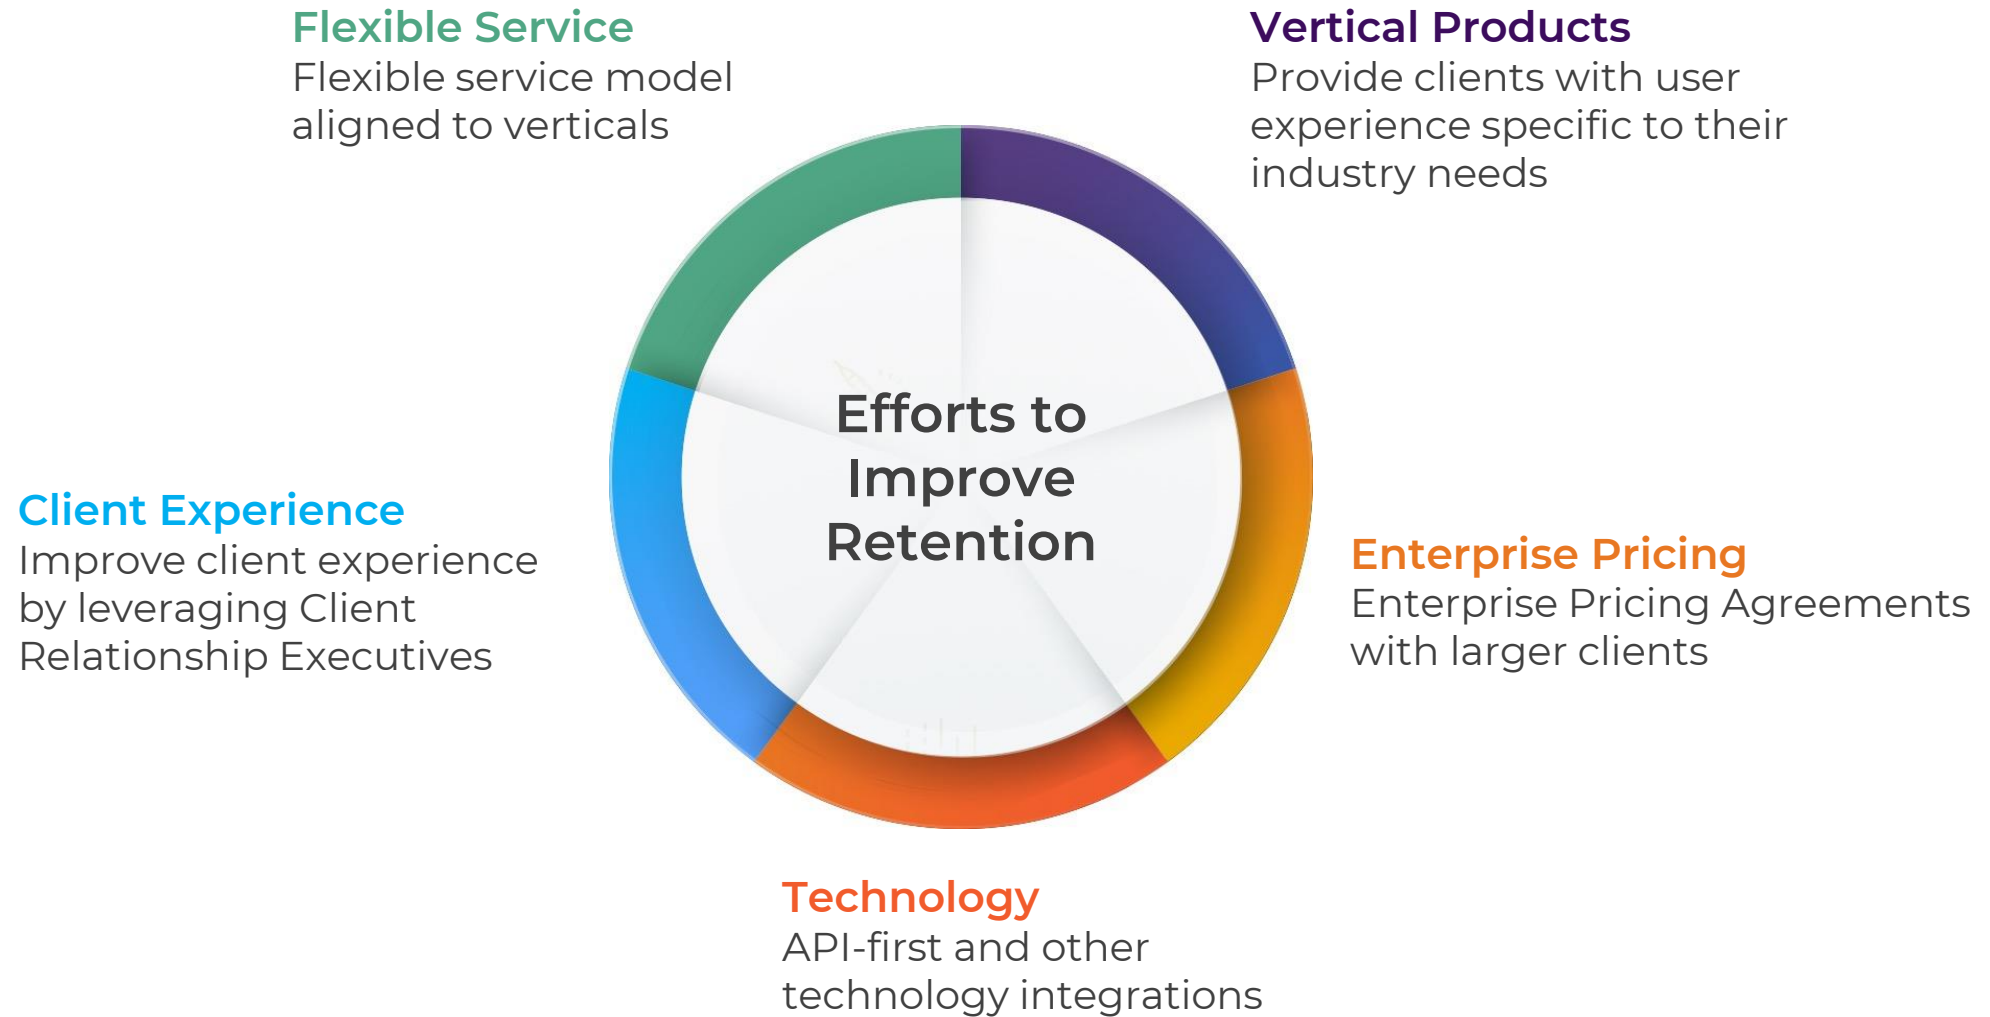 Flexible Service
Flexible service model
aligned to verticals
Vertical Products
Provide clients with user
experience specific to their
industry needs
Efforts to
Improve
Retention
Client Experience
Improve client experience
by leveraging Client
Relationship Executives
Enterprise Pricing
Enterprise Pricing Agreements
with larger clients
Technology
API-first and other
technology integrations